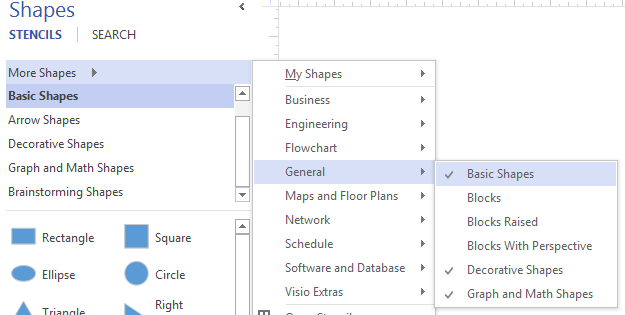 Shapes
STENCILS SEARCH
More Shapes
Basic Shapes
Arrow Shapes
Decorative Shapes
Graph and Math Shapes
Brainstorming Shapes
Rectangle
Square
Ellipse
Circle
Triangle
Right
My Shapes
Business
Engineering
Flowchart
General
Maps and Floor Plans
Network
Schedule
Software and Database
Visio Extras
Basic Shapes
Blocks
Blocks Raised
Blocks With Perspective
Decorative Shapes
Graph and Math Shapes